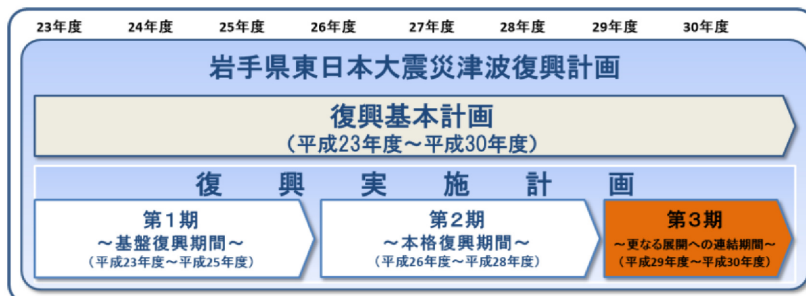 23年度 24年度 25年度 26年度 27年度 28年度 29年度 30年度
岩手県東日本大震災津波復興計画
復興基本計画
（平成23年度～平成30年度）
復興実施計画
第１期
～基盤復興期間～
（平成23年度～平成25年度）
第２期
～本格復興期間～
（平成26年度～平成28年度）
第３期
～更なる展開への連結期間～
（平成29年度～平成30年度）